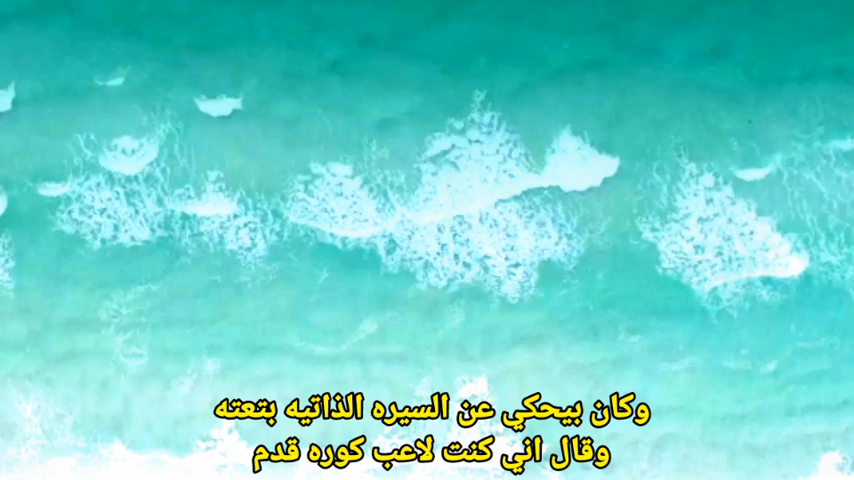 وكان بيحكي عن السيره الذاتيه بتعته
وقال اني كنت لاعب كوره قدم